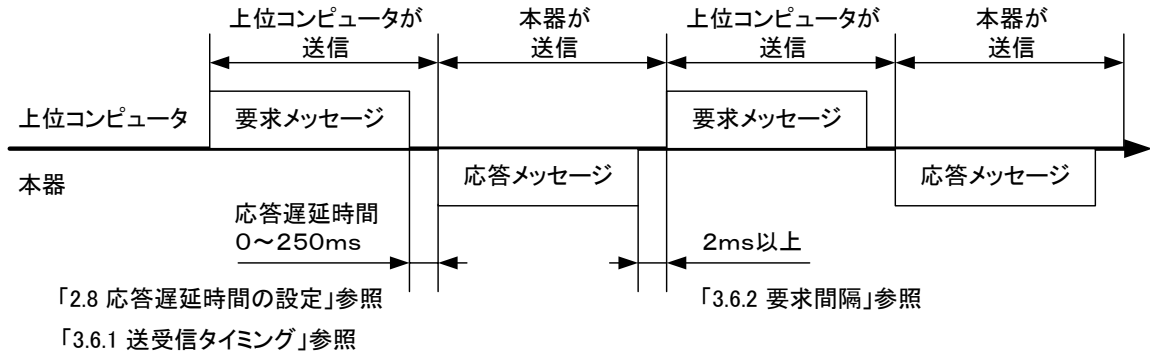 上位コンピュータが
送信
本器が
送信
上位コンピュータが
送信
本器が
送信
上位コンピュータ
要求メッセージ
要求メッセージ
本器
応答メッセージ
応答メッセージ
応答遅延時間
0～250ms
2ms以上
「2.8 応答遅延時間の設定」参照
「3.6.2 要求間隔」参照
「3.6.1 送受信タイミング」参照